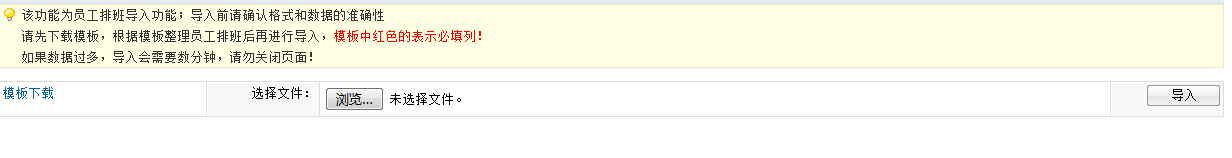 该功能为员工排班导入功能；导入前请确认格式和数据的准确性
请先下载模板，根据模板整理员工排班后再进行导入，模板中红色的表示必填列！
如果数据过多，导入会需要数分钟，请勿关闭页面！
模板下载 选择文件： 浏览... 未选择文件。 导入